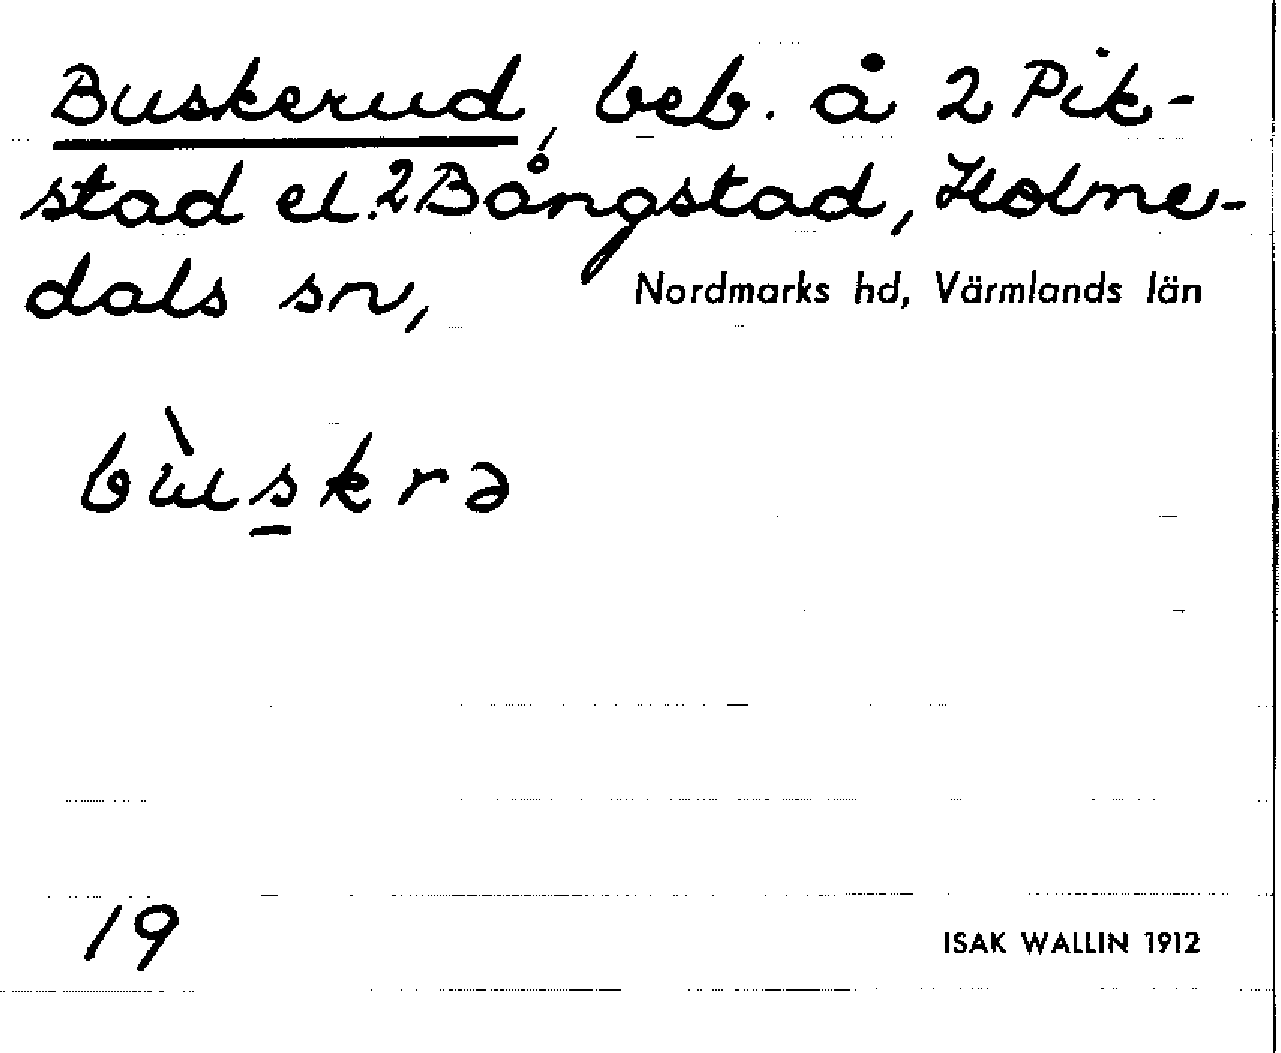 Buskerud, beb. å 2 Pik-
stad el. 2 Bångstad, Holme-
dals sn, Nordmarks hd, Värmlands län
bùskrə
19
ISAK WALLIN 1912